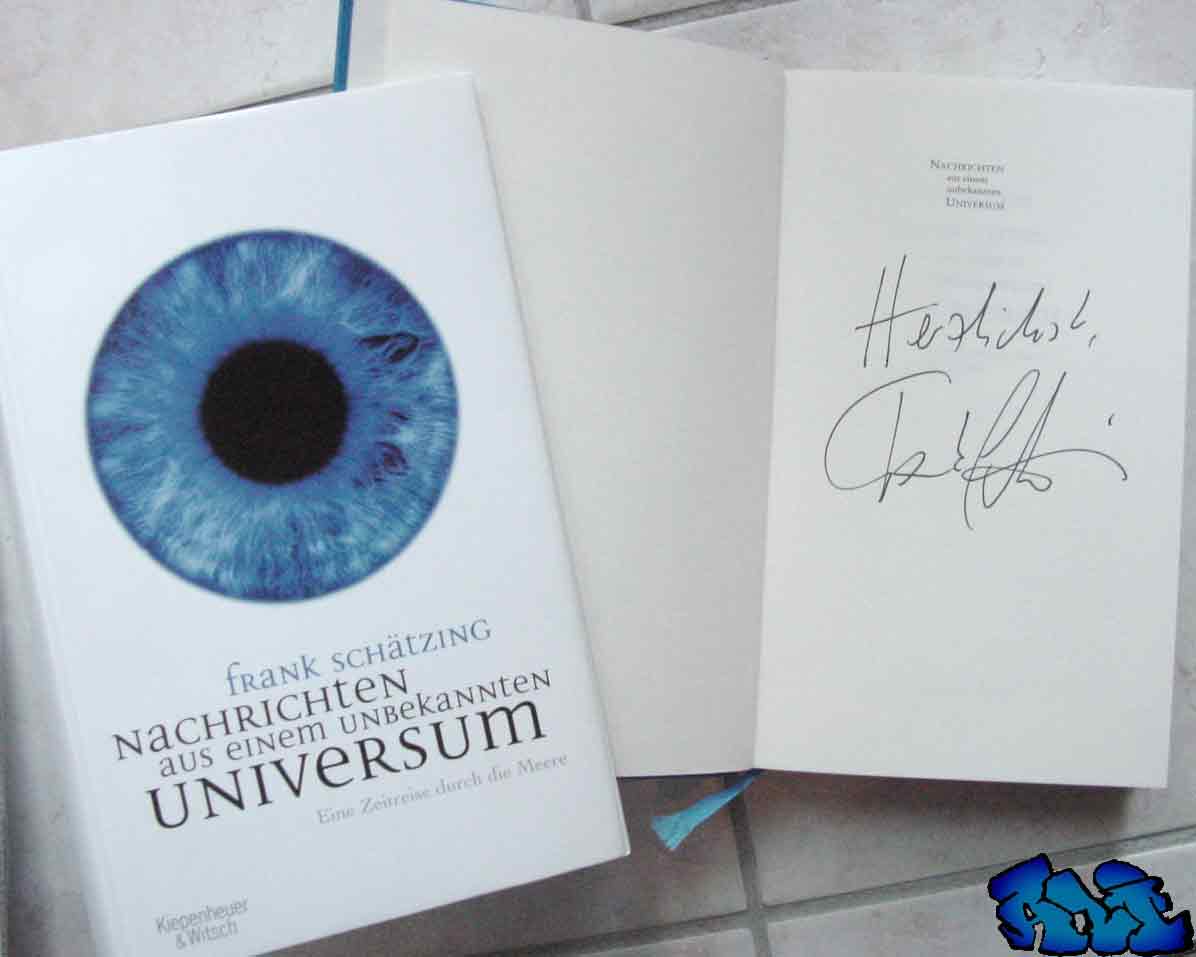 Frank Schätzing
Nachrichten
aus einem unbekannten
Universum
Eine Zeitreise durch die Meere
Kiepenheuer
& Witsch
Nachrichten
aus einem
unbekannten
Universum
Herzlichst,